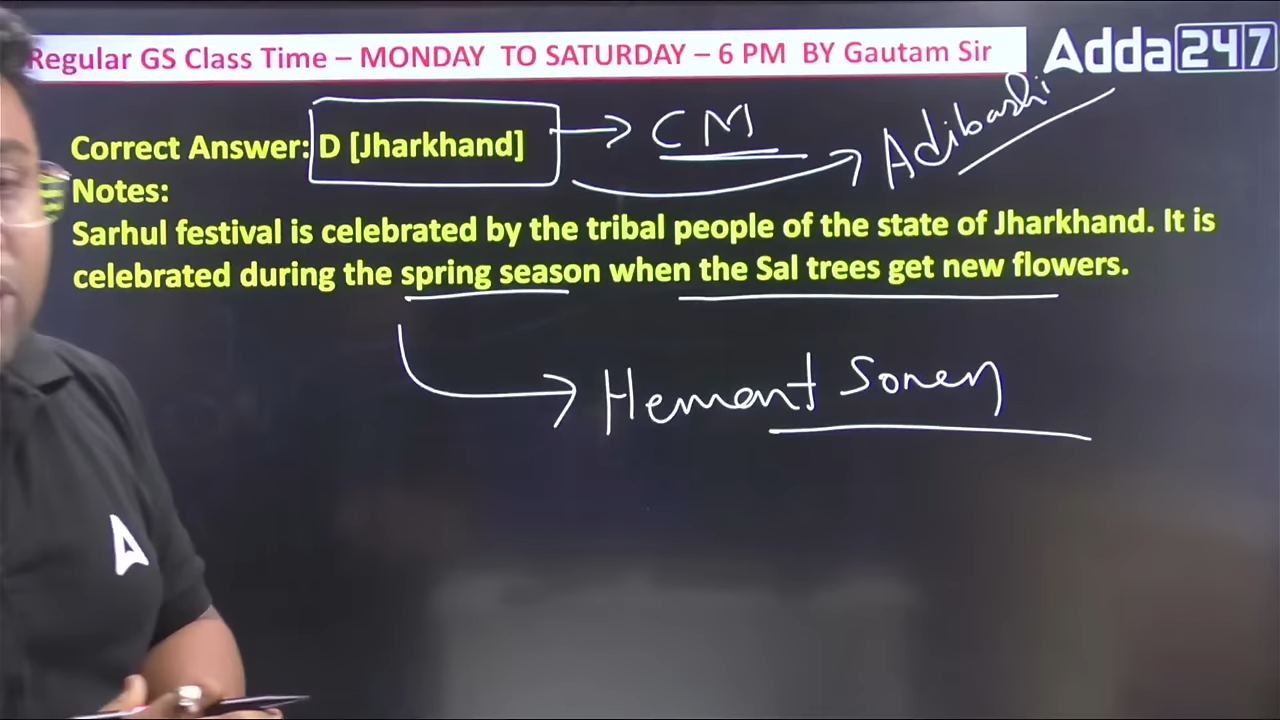 Regular GS Class Time – MONDAY TO SATURDAY – 6 PM BY Gautam Sir
Adda247
Correct Answer: D [Jharkhand]
CM
Adibashi
Notes:
Sarhul festival is celebrated by the tribal people of the state of Jharkhand. It is
celebrated during the spring season when the Sal trees get new flowers.
Hement Soren